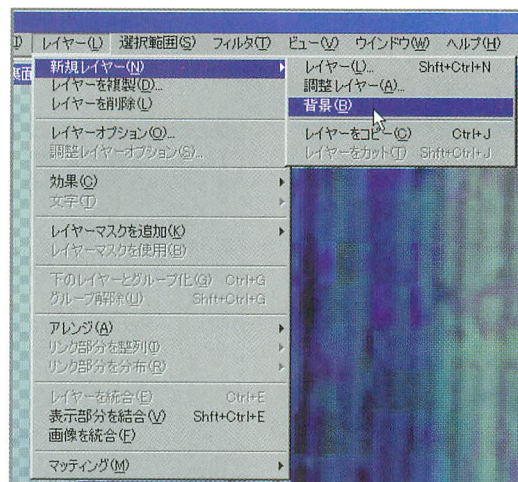 レイヤー(L) 選択範囲(S) フィルタ(T) ビュー(V) ウインドウ(W) ヘルプ(H)
新規レイヤー(N)
レイヤーを複製(D)...
レイヤーを削除(L)
レイヤーオプション(O)...
調整レイヤーオプション(S)...
効果(C)
文字(T)
レイヤーマスクを追加(K)
レイヤーマスクを使用(B)
下のレイヤーとグループ化(G) Ctrl+G
グループ解除(U) Shft+Ctrl+G
アレンジ(A)
リンク部分を整列(I)
リンク部分を分布(R)
レイヤーを統合(E) Ctrl+E
表示部分を結合(V) Shft+Ctrl+E
画像を統合(F)
マッティング(M)
レイヤー(L)... Shft+Ctrl+N
調整レイヤー(A)...
背景(B)
レイヤーをコピー(C) Ctrl+J
レイヤーをカット(T) Shft+Ctrl+J